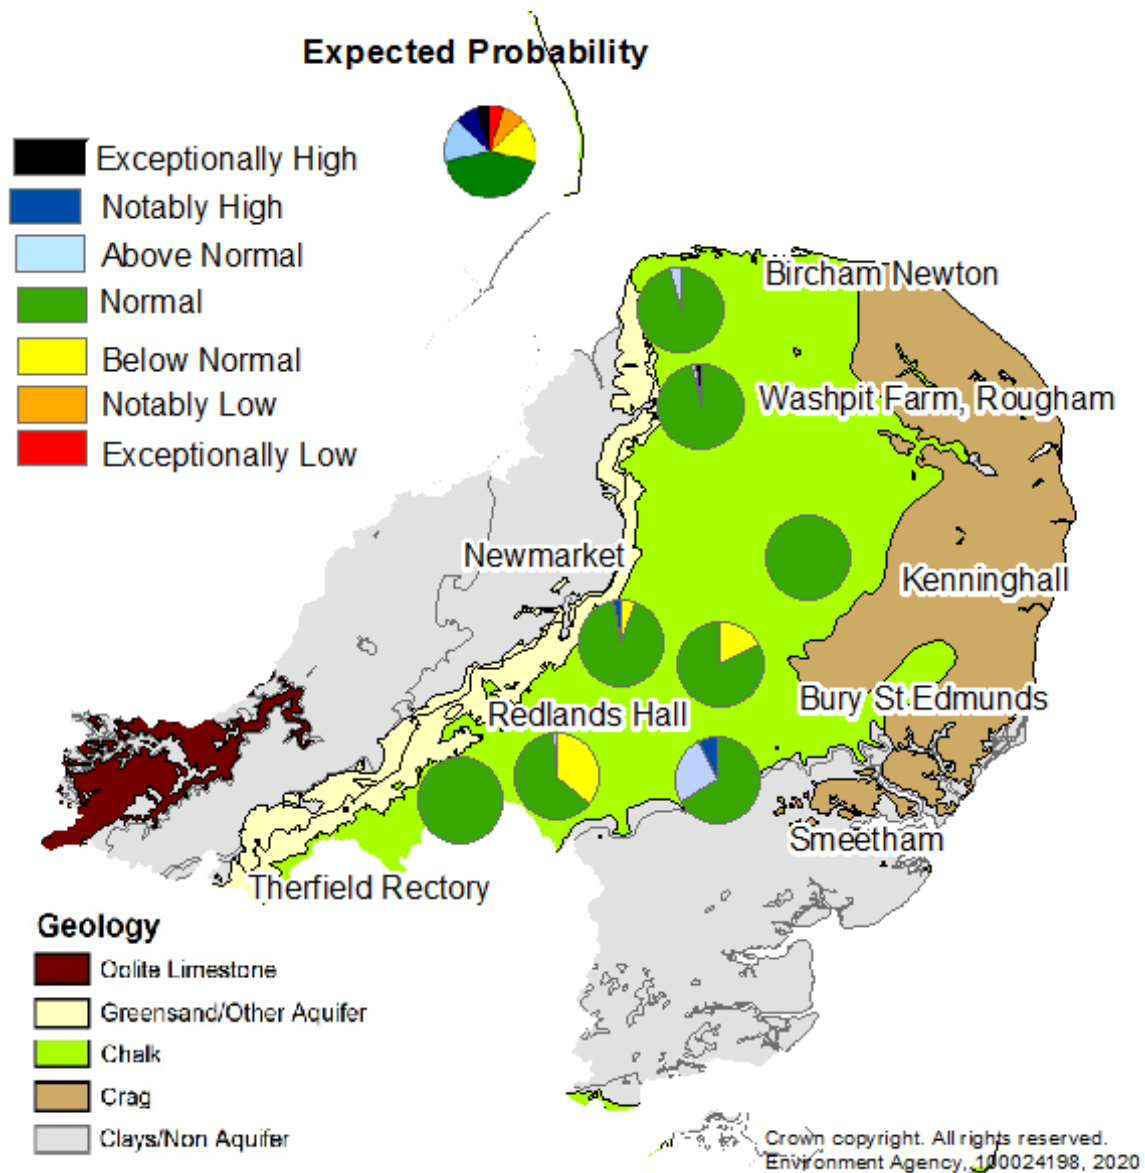 Expected Probability
Exceptionally High
Notably High
Above Normal
Normal
Below Normal
Notably Low
Exceptionally Low
Bircham Newton
Washpit Farm, Rougham
Newmarket
Kenninghall
Bury St Edmunds
Redlands Hall
Smeetham
Therfield Rectory
Geology
Oolite Limestone
Greensand/Other Aquifer
Chalk
Crag
Clays/Non Aquifer
Crown copyright. All rights reserved.
Environment Agency, 100024198, 2020